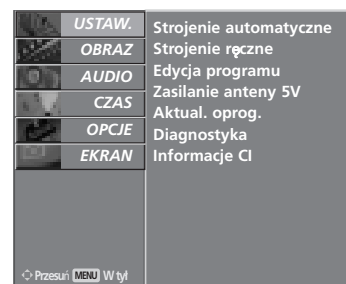 USTAW.
OBRAZ
AUDIO
CZAS
OPCJE
EKRAN
Strojenie automatyczne
Strojenie ręczne
Edycja programu
Zasilanie anteny 5V
Aktual. oprog.
Diagnostyka
Informacje CI
Przesuń MENU W tył